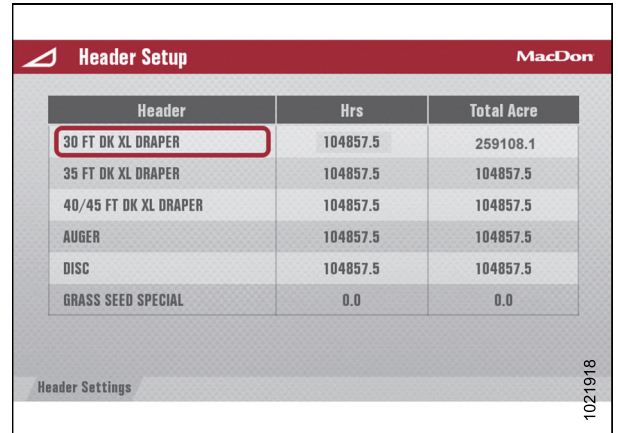 Header Setup MacDon
Header Hrs Total Acre
30 FT DK XL DRAPER 104857.5 259108.1
35 FT DK XL DRAPER 104857.5 104857.5
40/45 FT DK XL DRAPER 104857.5 104857.5
AUGER 104857.5 104857.5
DISC 104857.5 104857.5
GRASS SEED SPECIAL 0.0 0.0
Header Settings
1021918